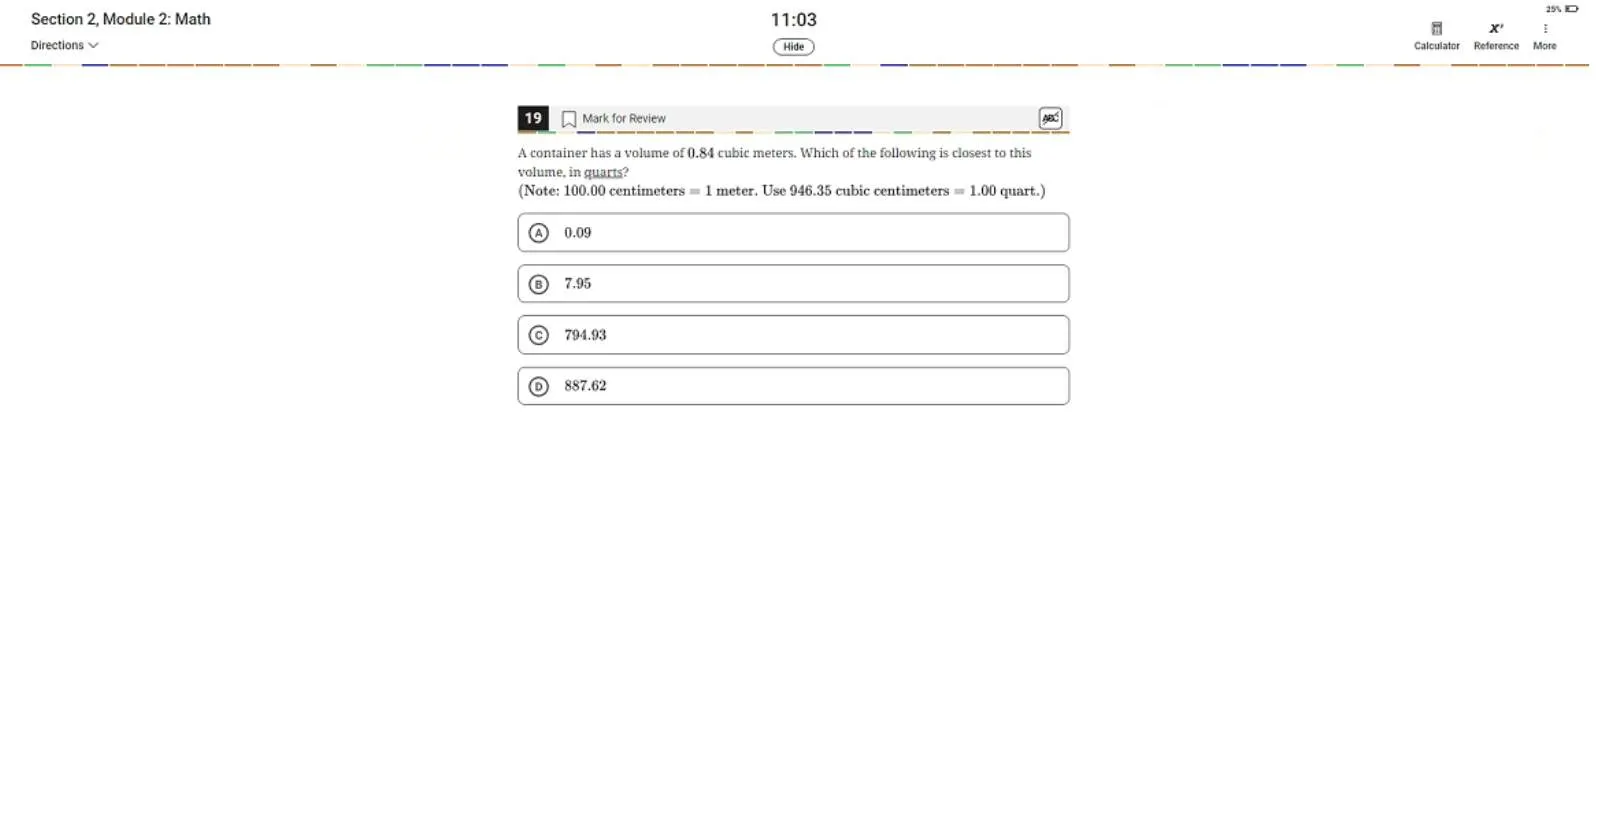 Section 2, Module 2: Math
11:03
25%
Directions
Hide
Calculator
Reference
More
19
Mark for Review
ABC
A container has a volume of 0.84 cubic meters. Which of the following is closest to this
volume, in quarts?
(Note: 100.00 centimeters = 1 meter. Use 946.35 cubic centimeters = 1.00 quart.)
A 0.09
B 7.95
C 794.93
D 887.62